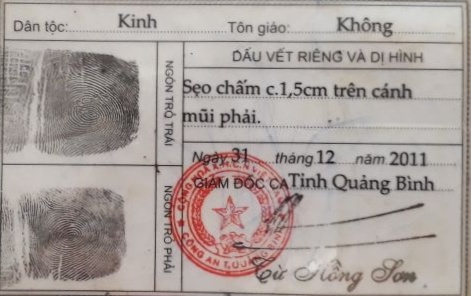 Dân tộc: Kinh Tôn giáo: Không
DẤU VẾT RIÊNG VÀ DỊ HÌNH
NGÓN TRỎ TRÁI
Sẹo chấm c.1,5cm trên cánh
mũi phải.
Ngày 31 tháng 12 năm 2011
GIÁM ĐỐC CA Tỉnh Quảng Bình
NGÓN TRỎ PHẢI
CÔNG AN T. QUẢNG BÌNH
Từ Hồng Sơn